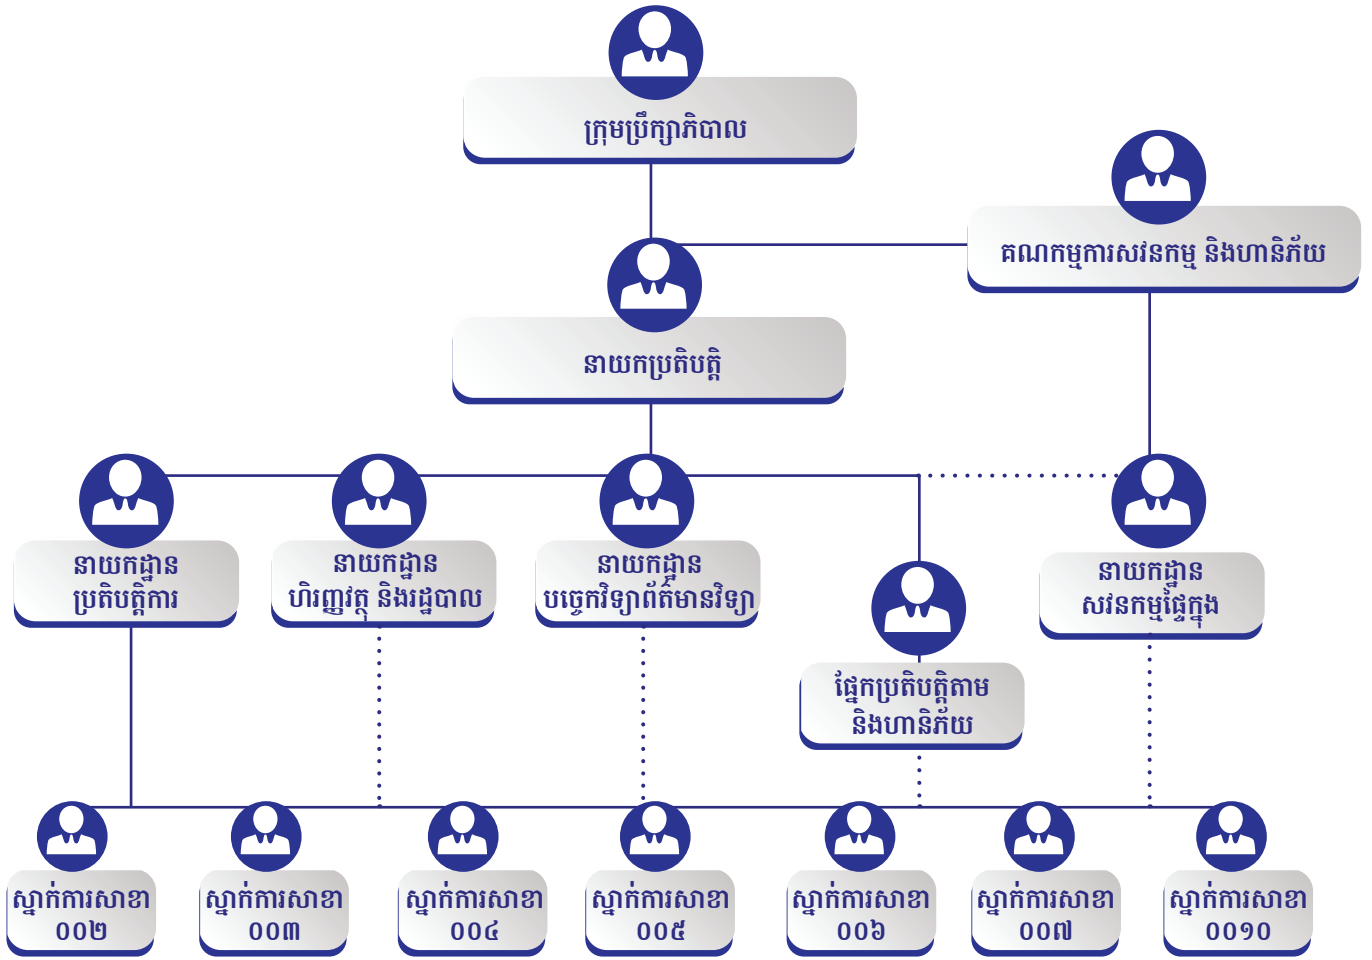 ក្រុមប្រឹក្សាភិបាល
គណកម្មការសវនកម្ម និងហានិភ័យ
នាយកប្រតិបត្តិ
នាយកដ្ឋាន
ប្រតិបត្តិការ
នាយកដ្ឋាន
ហិរញ្ញវត្ថុ និងរដ្ឋបាល
នាយកដ្ឋាន
បច្ចេកវិទ្យាព័ត៌មានវិទ្យា
ផ្នែកប្រតិបត្តិតាម
និងហានិភ័យ
នាយកដ្ឋាន
សវនកម្មផ្ទៃក្នុង
ស្នាក់ការសាខា
០០២
ស្នាក់ការសាខា
០០៣
ស្នាក់ការសាខា
០០៤
ស្នាក់ការសាខា
០០៥
ស្នាក់ការសាខា
០០៦
ស្នាក់ការសាខា
០០៧
ស្នាក់ការសាខា
០០១០